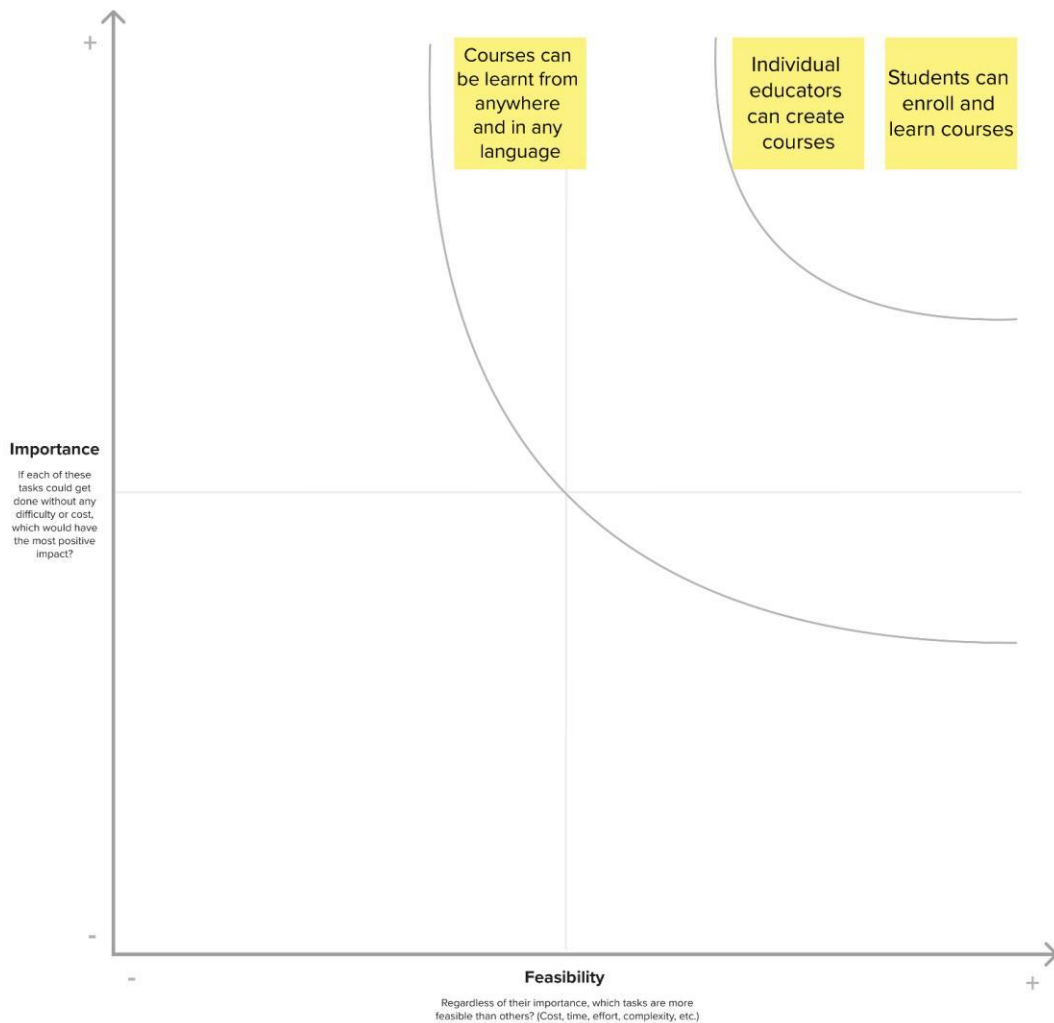 +
Courses can
be learnt from
anywhere
and in any
language
Individual
educators
can create
courses
Students can
enroll and
learn courses
Importance
If each of these
tasks could get
done without any
difficulty or cost,
which would have
the most positive
impact?
-
-
Feasibility
+
Regardless of their importance, which tasks are more
feasible than others? (Cost, time, effort, complexity, etc.)